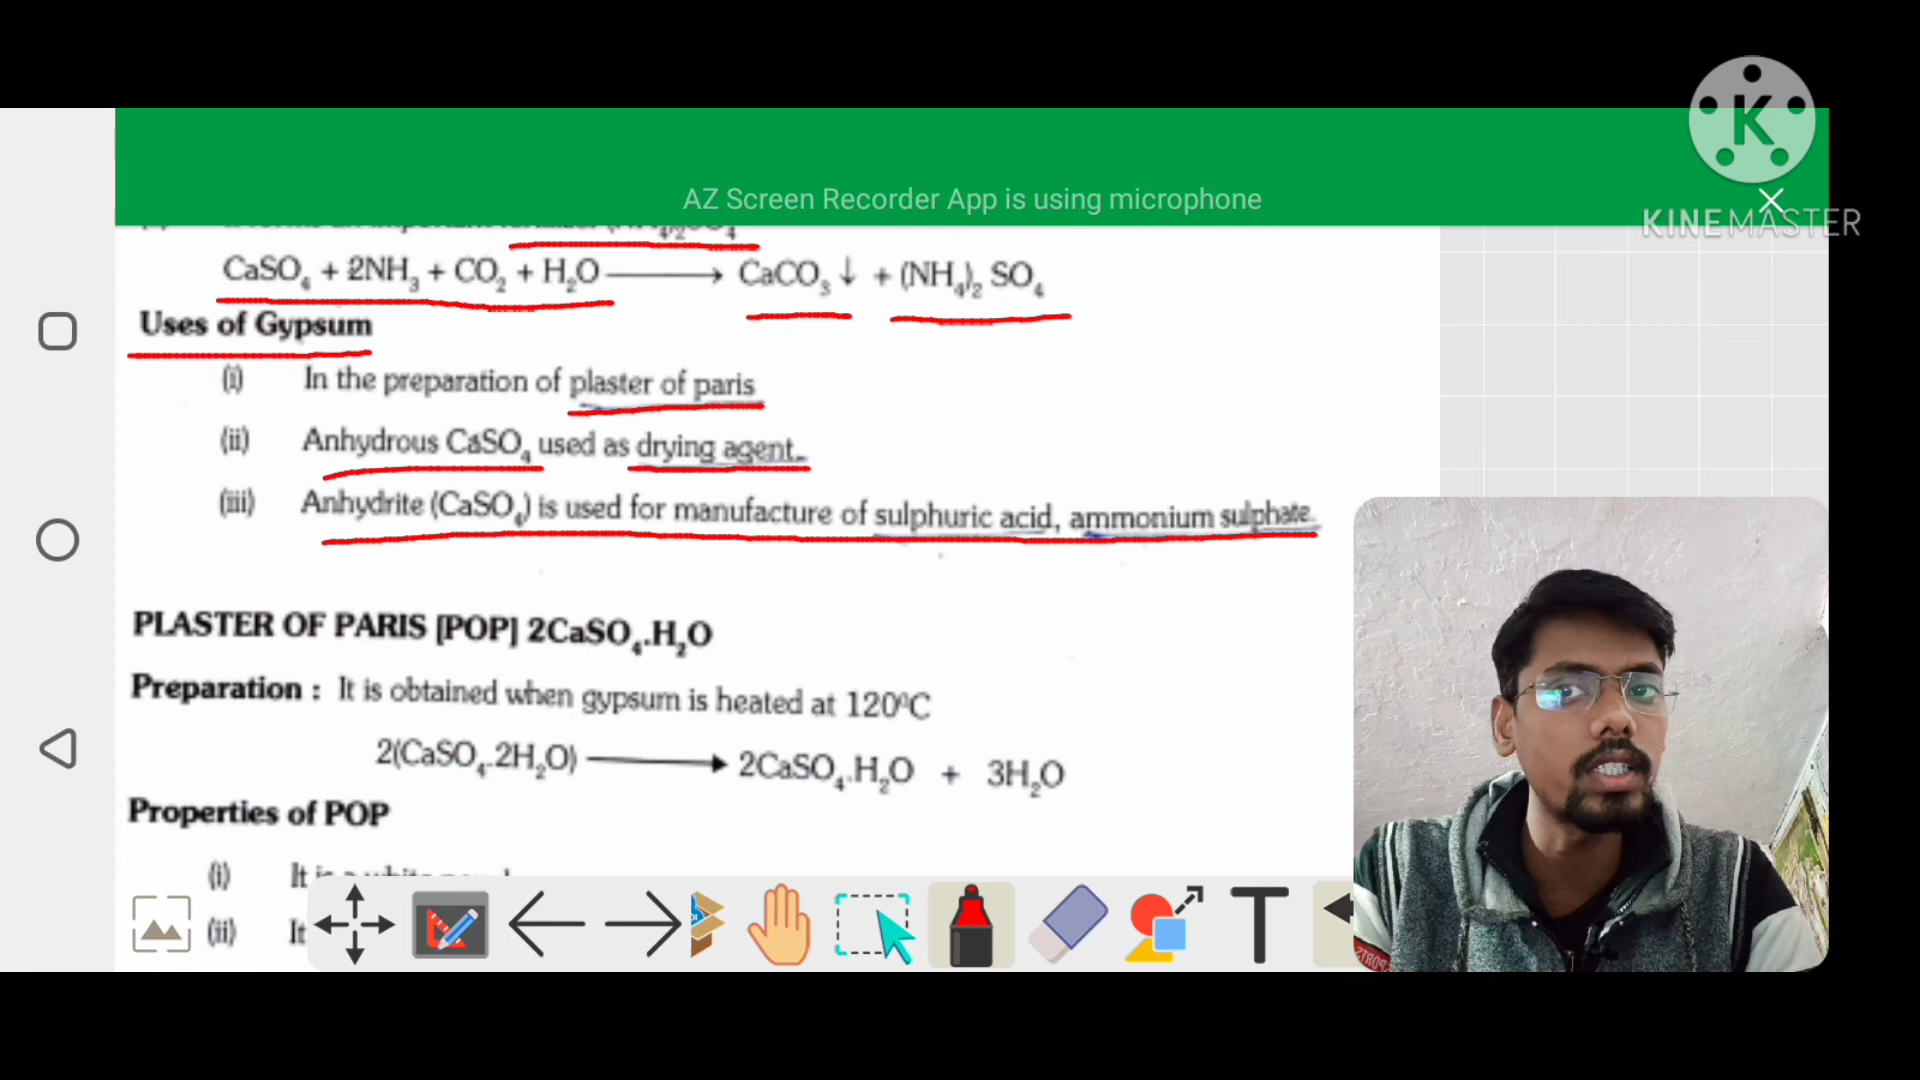 K
AZ Screen Recorder App is using microphone
KINEMASTER
CaSO₄ + 2NH₃ + CO₂ + H₂O ⟶ CaCO₃ ↓ + (NH₄)₂ SO₄
Uses of Gypsum
(i) In the preparation of plaster of paris
(ii) Anhydrous CaSO₄ used as drying agent.
(iii) Anhydrite (CaSO₄) is used for manufacture of sulphuric acid, ammonium sulphate.
PLASTER OF PARIS [POP] 2CaSO₄.H₂O
Preparation : It is obtained when gypsum is heated at 120⁰C
2(CaSO₄.2H₂O) ⟶ 2CaSO₄.H₂O + 3H₂O
Properties of POP
(i) It is a white
(ii) It
T